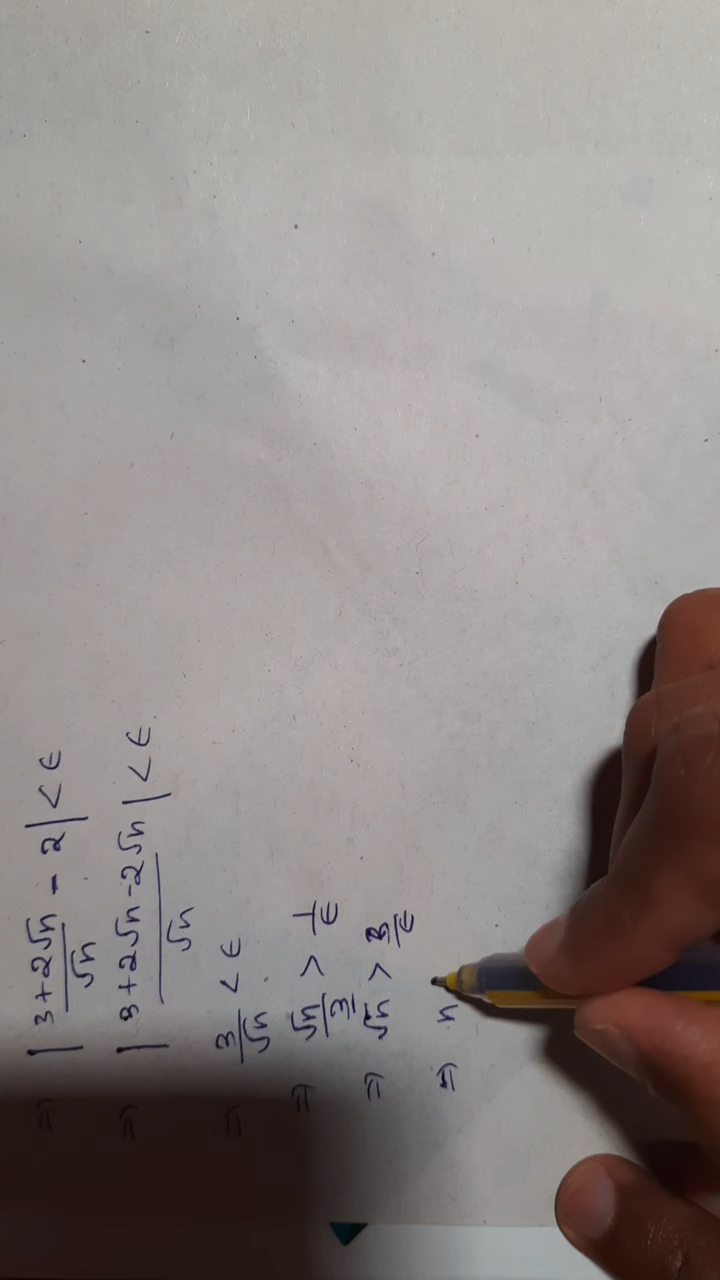 ⇒ | (3+2√n)/√n - 2 | < ε
⇒ | (3+2√n-2√n)/√n | < ε
⇒ 3/√n < ε
⇒ √n/3 > 1/ε
⇒ √n > 3/ε
⇒ n